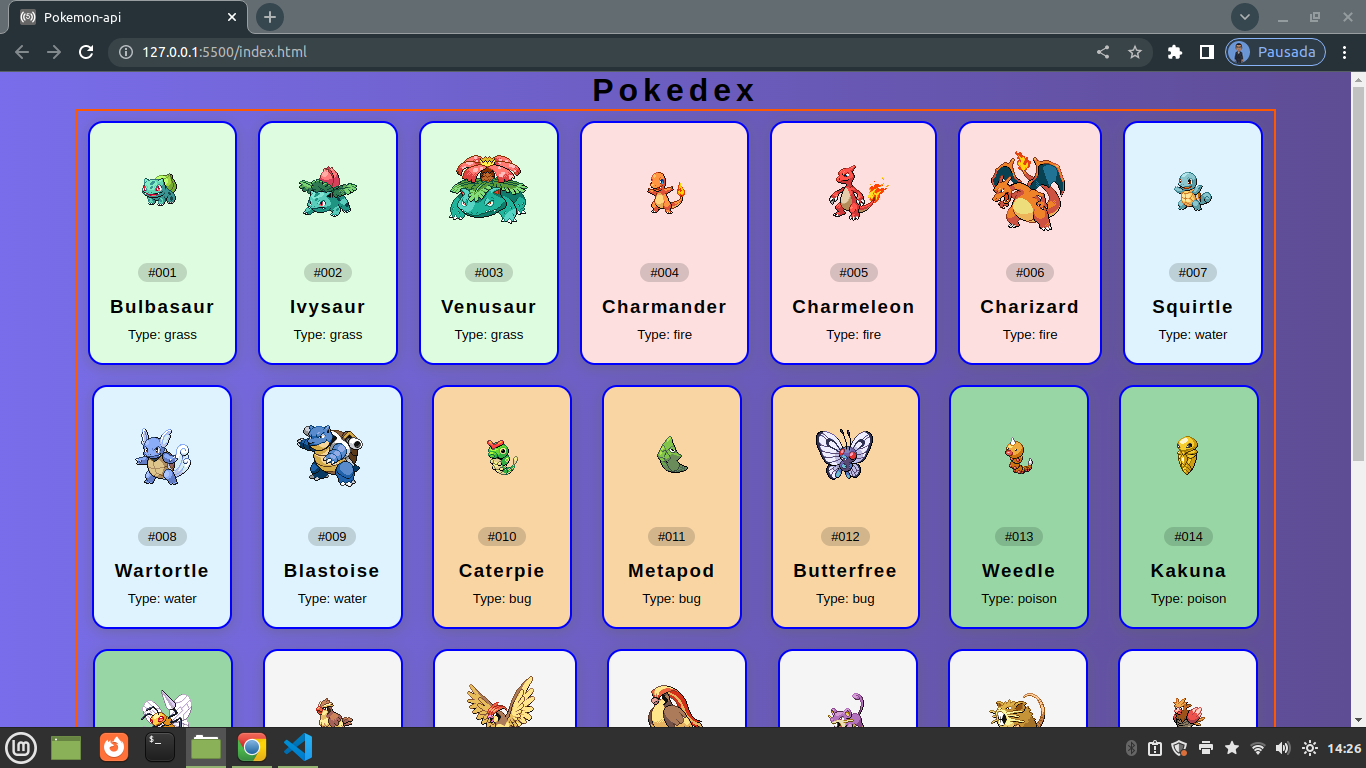 Pokemon-api
127.0.0.1:5500/index.html
Pausada
Pokedex
#001 #002 #003 #004 #005 #006 #007
Bulbasaur Ivysaur Venusaur Charmander Charmeleon Charizard Squirtle
Type: grass Type: grass Type: grass Type: fire Type: fire Type: fire Type: water
#008 #009 #010 #011 #012 #013 #014
Wartortle Blastoise Caterpie Metapod Butterfree Weedle Kakuna
Type: water Type: water Type: bug Type: bug Type: bug Type: poison Type: poison
$_
14:26